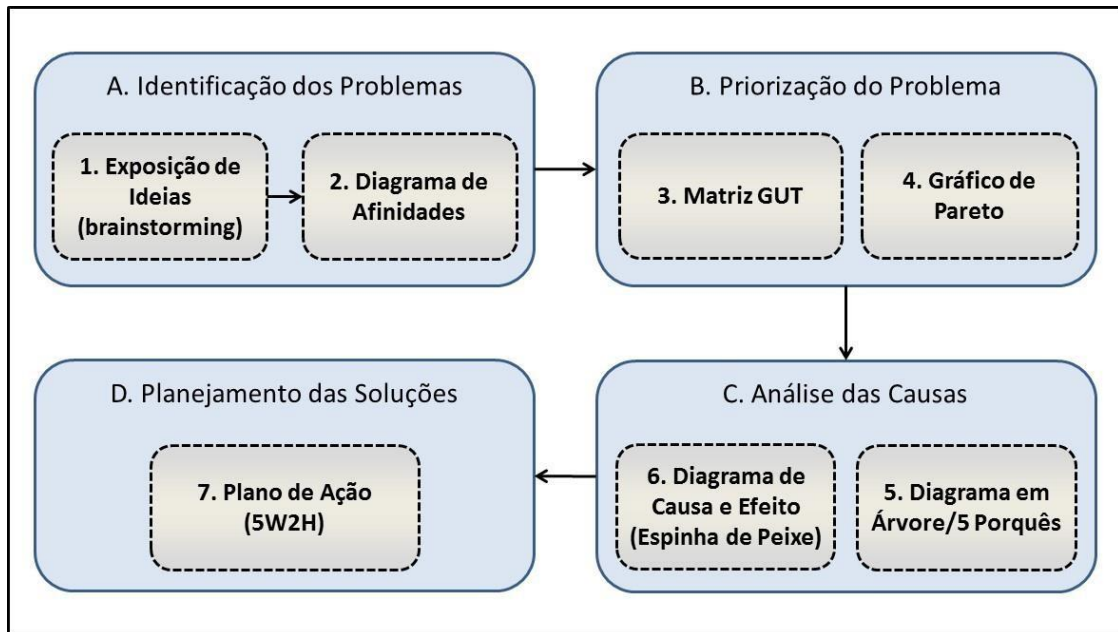 A. Identificação dos Problemas
1. Exposição de
Ideias
(brainstorming)
2. Diagrama de
Afinidades
B. Priorização do Problema
3. Matriz GUT
4. Gráfico de
Pareto
D. Planejamento das Soluções
7. Plano de Ação
(5W2H)
C. Análise das Causas
6. Diagrama de
Causa e Efeito
(Espinha de Peixe)
5. Diagrama em
Árvore/5 Porquês